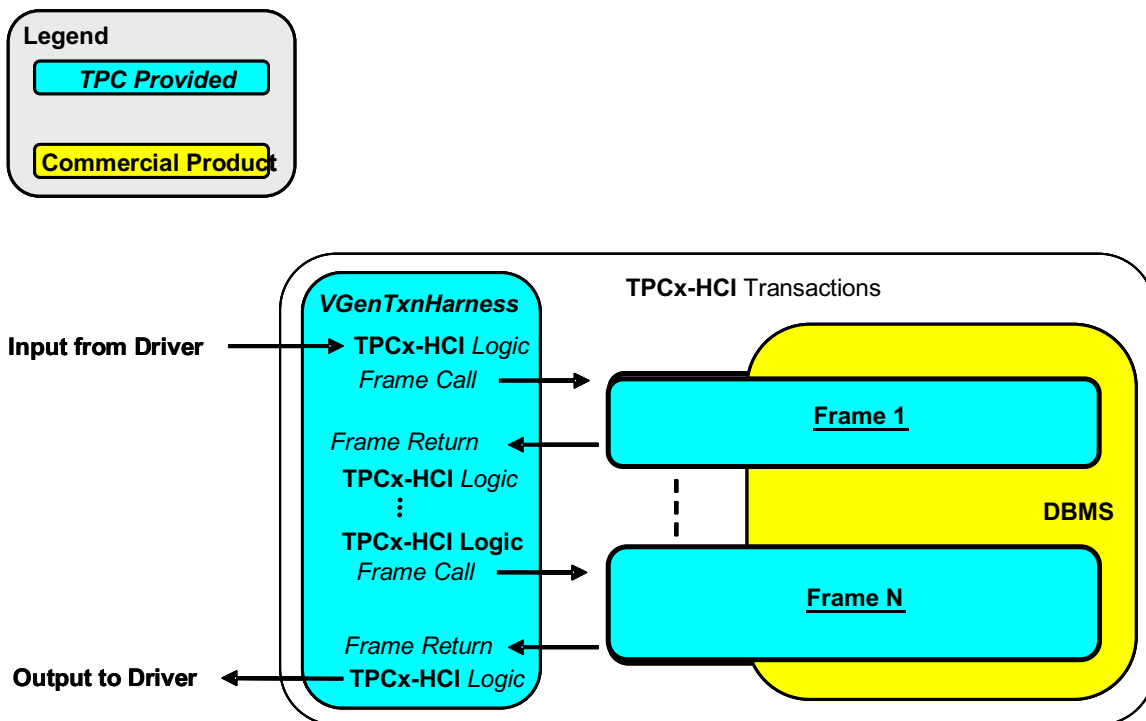 Legend
TPC Provided
Commercial Product
TPCx-HCI Transactions
VGenTxnHarness
Input from Driver
TPCx-HCI Logic
Frame Call
Frame 1
Frame Return
TPCx-HCI Logic
DBMS
TPCx-HCI Logic
Frame Call
Frame N
Frame Return
Output to Driver
TPCx-HCI Logic